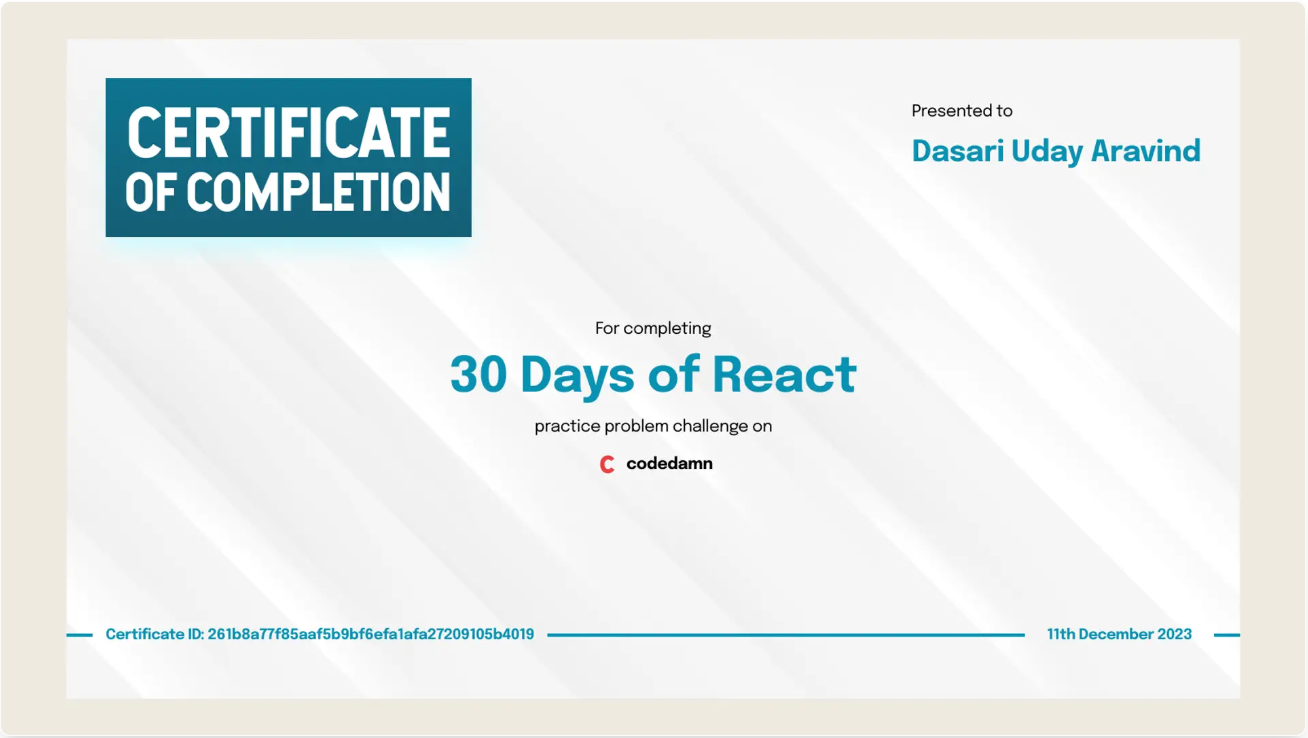 CERTIFICATE
OF COMPLETION
Presented to
Dasari Uday Aravind
For completing
30 Days of React
practice problem challenge on
codedamn
Certificate ID: 261b8a77f85aaf5b9bf6efa1afa27209105b4019
11th December 2023